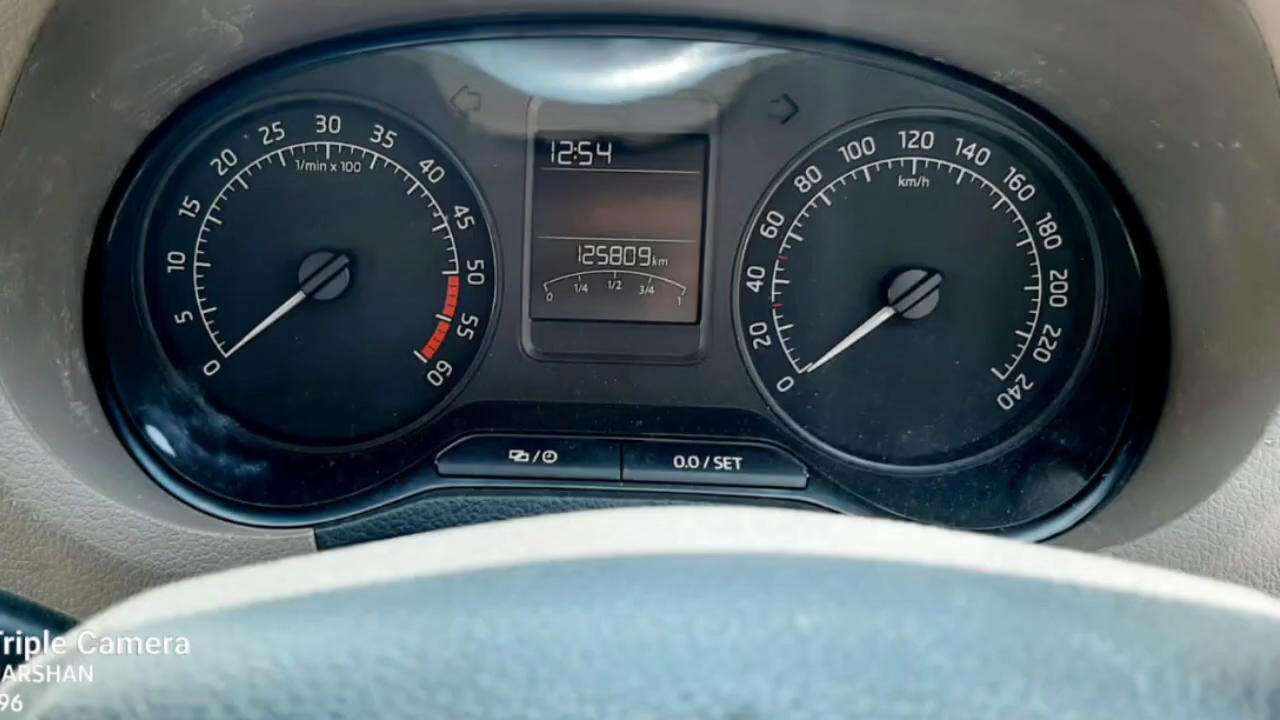 0 5 10 15 20 25 30 35 40 45 50 55 60
1/min x 100
12:54
125809 km
0 1/4 1/2 3/4 1
0 20 40 60 80 100 120 140 160 180 200 220 240
km/h
/
0.0 / SET
Triple Camera
ARSHAN
96